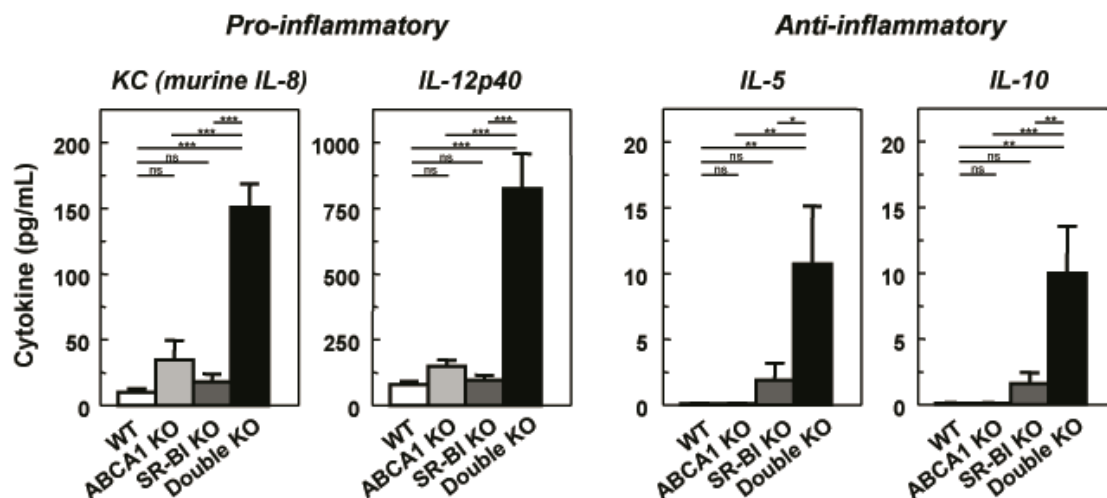 Pro-inflammatory Anti-inflammatory
KC (murine IL-8) IL-12p40 IL-5 IL-10
Cytokine (pg/mL)
200
150
100
50
0
***
***
***
ns
ns
WT
ABCA1 KO
SR-BI KO
Double KO
1000
750
500
250
0
***
***
***
ns
ns
WT
ABCA1 KO
SR-BI KO
Double KO
20
15
10
5
0
*
**
**
ns
ns
WT
ABCA1 KO
SR-BI KO
Double KO
20
15
10
5
0
**
***
**
ns
ns
WT
ABCA1 KO
SR-BI KO
Double KO